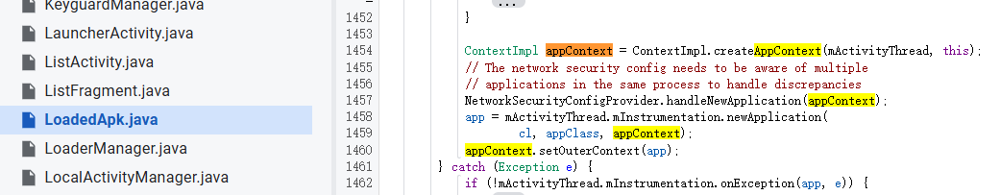 KeyguardManager.java
LauncherActivity.java
ListActivity.java
ListFragment.java
LoadedApk.java
LoaderManager.java
LocalActivityManager.java
...
1452 }
1453
1454 ContextImpl appContext = ContextImpl.createAppContext(mActivityThread, this);
1455 // The network security config needs to be aware of multiple
1456 // applications in the same process to handle discrepancies
1457 NetworkSecurityConfigProvider.handleNewApplication(appContext);
1458 app = mActivityThread.mInstrumentation.newApplication(
1459 cl, appClass, appContext);
1460 appContext.setOuterContext(app);
1461 } catch (Exception e) {
1462 if (!mActivityThread.mInstrumentation.onException(app, e)) {
...